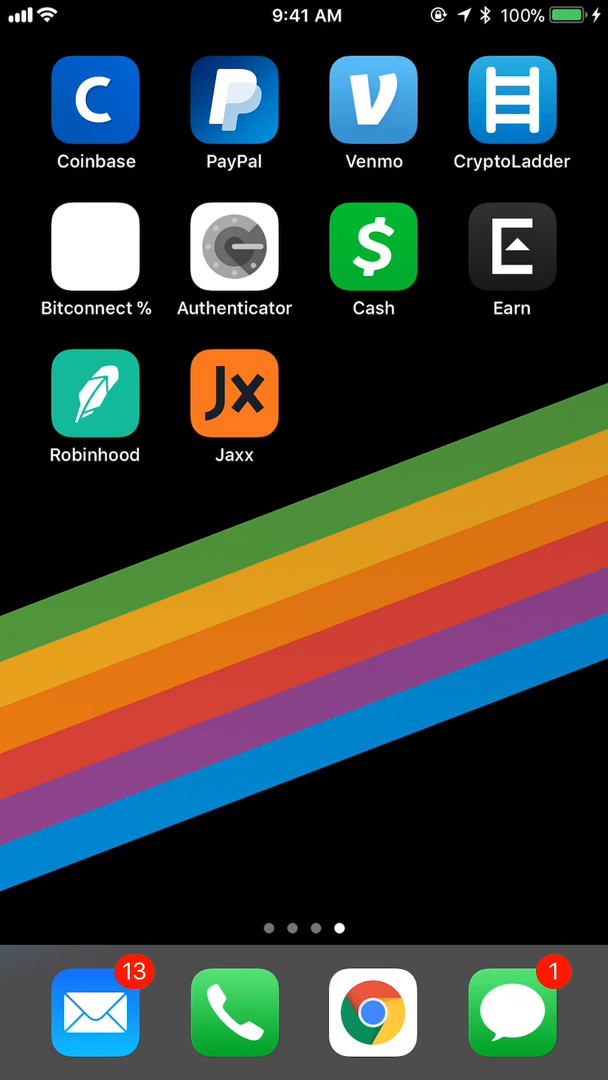 9:41 AM 100%
Coinbase PayPal Venmo CryptoLadder
Bitconnect % Authenticator Cash Earn
Robinhood Jaxx
13 1